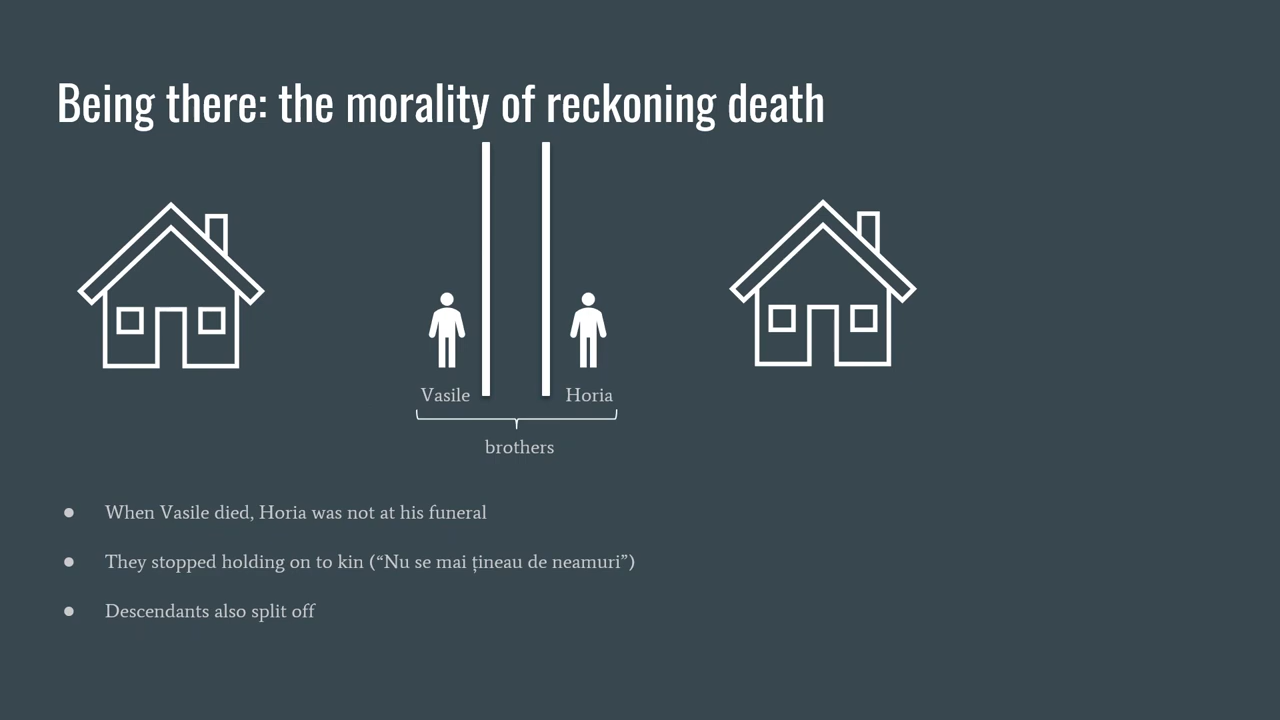 Being there: the morality of reckoning death
Vasile Horia
brothers
● When Vasile died, Horia was not at his funeral
● They stopped holding on to kin (“Nu se mai țineau de neamuri”)
● Descendants also split off